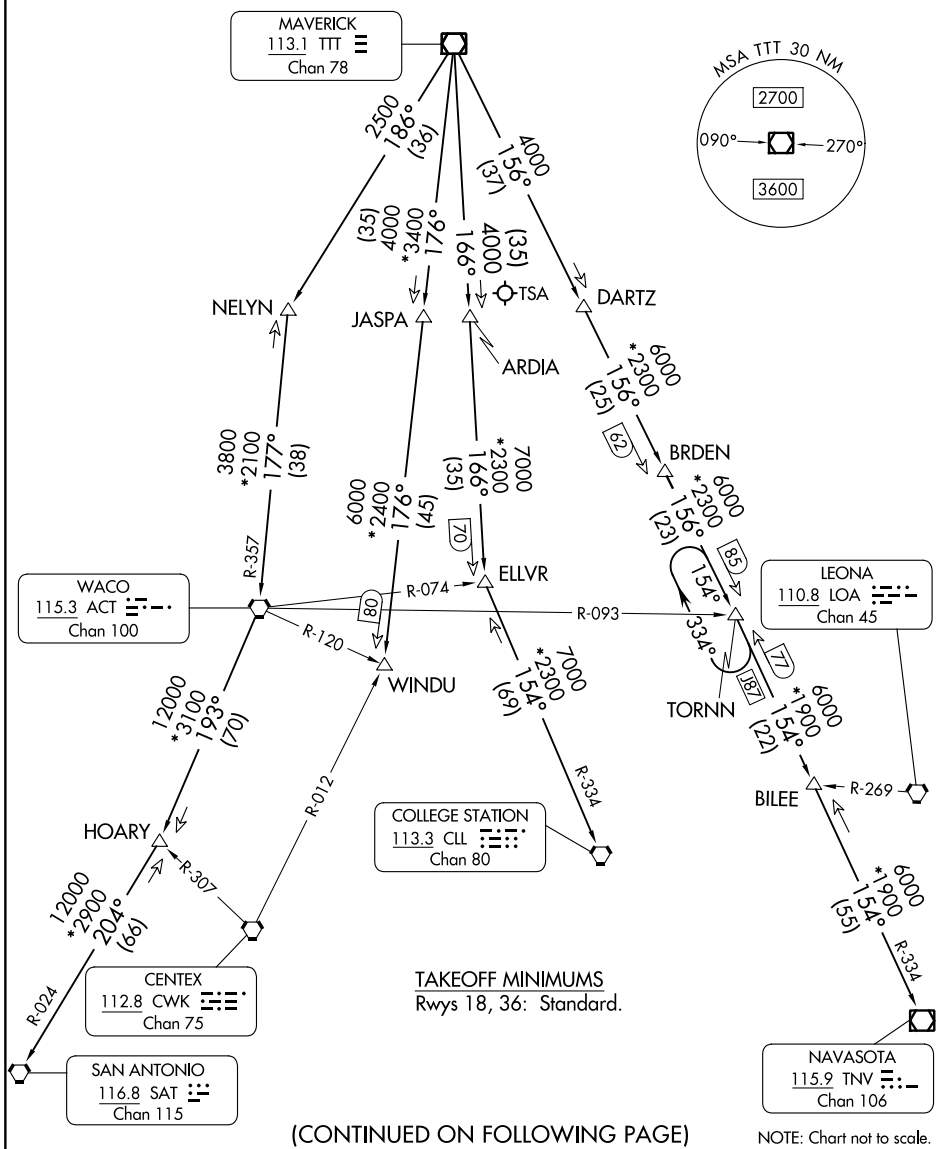 MAVERICK
113.1 TTT
Chan 78
MSA TTT 30 NM
2700
090°
270°
3600
2500
186°
(36)
(35)
4000
*3400
176°
(35)
4000
166°
4000
156°
(37)
TSA
NELYN
JASPA
ARDIA
DARTZ
3800
*2100
177°
(38)
6000
*2400
176°
(45)
7000
*2300
166°
(35)
6000
*2300
156°
(25)
62
BRDEN
6000
*2300
156°
(23)
R-357
70
80
85
WACO
115.3 ACT
Chan 100
R-074
ELLVR
R-093
R-120
WINDU
154°
334°
LEONA
110.8 LOA
Chan 45
77
J87
TORNN
12000
*3100
193°
(70)
7000
*2300
154°
(69)
6000
*1900
154°
(22)
R-012
R-334
BILEE
R-269
COLLEGE STATION
113.3 CLL
Chan 80
HOARY
R-307
12000
*2900
204°
(66)
6000
*1900
154°
(55)
R-334
R-024
CENTEX
112.8 CWK
Chan 75
TAKEOFF MINIMUMS
Rwys 18, 36: Standard.
SAN ANTONIO
116.8 SAT
Chan 115
NAVASOTA
115.9 TNV
Chan 106
(CONTINUED ON FOLLOWING PAGE)
NOTE: Chart not to scale.